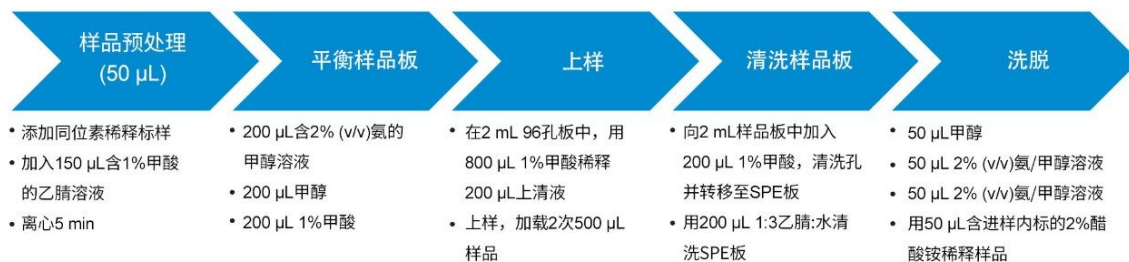 样品预处理
(50 µL)
• 添加同位素稀释标样
• 加入150 µL含1%甲酸
的乙腈溶液
• 离心5 min
平衡样品板
• 200 µL含2% (v/v)氨的
甲醇溶液
• 200 µL甲醇
• 200 µL 1%甲酸
上样
• 在2 mL 96孔板中，用
800 µL 1%甲酸稀释
200 µL上清液
• 上样，加载2次500 µL
样品
清洗样品板
• 向2 mL样品板中加入
200 µL 1%甲酸，清洗孔
并转移至SPE板
• 用200 µL 1:3乙腈:水清
洗SPE板
洗脱
• 50 µL甲醇
• 50 µL 2% (v/v)氨/甲醇溶液
• 50 µL 2% (v/v)氨/甲醇溶液
• 用50 µL含进样内标的2%醋
酸铵稀释样品